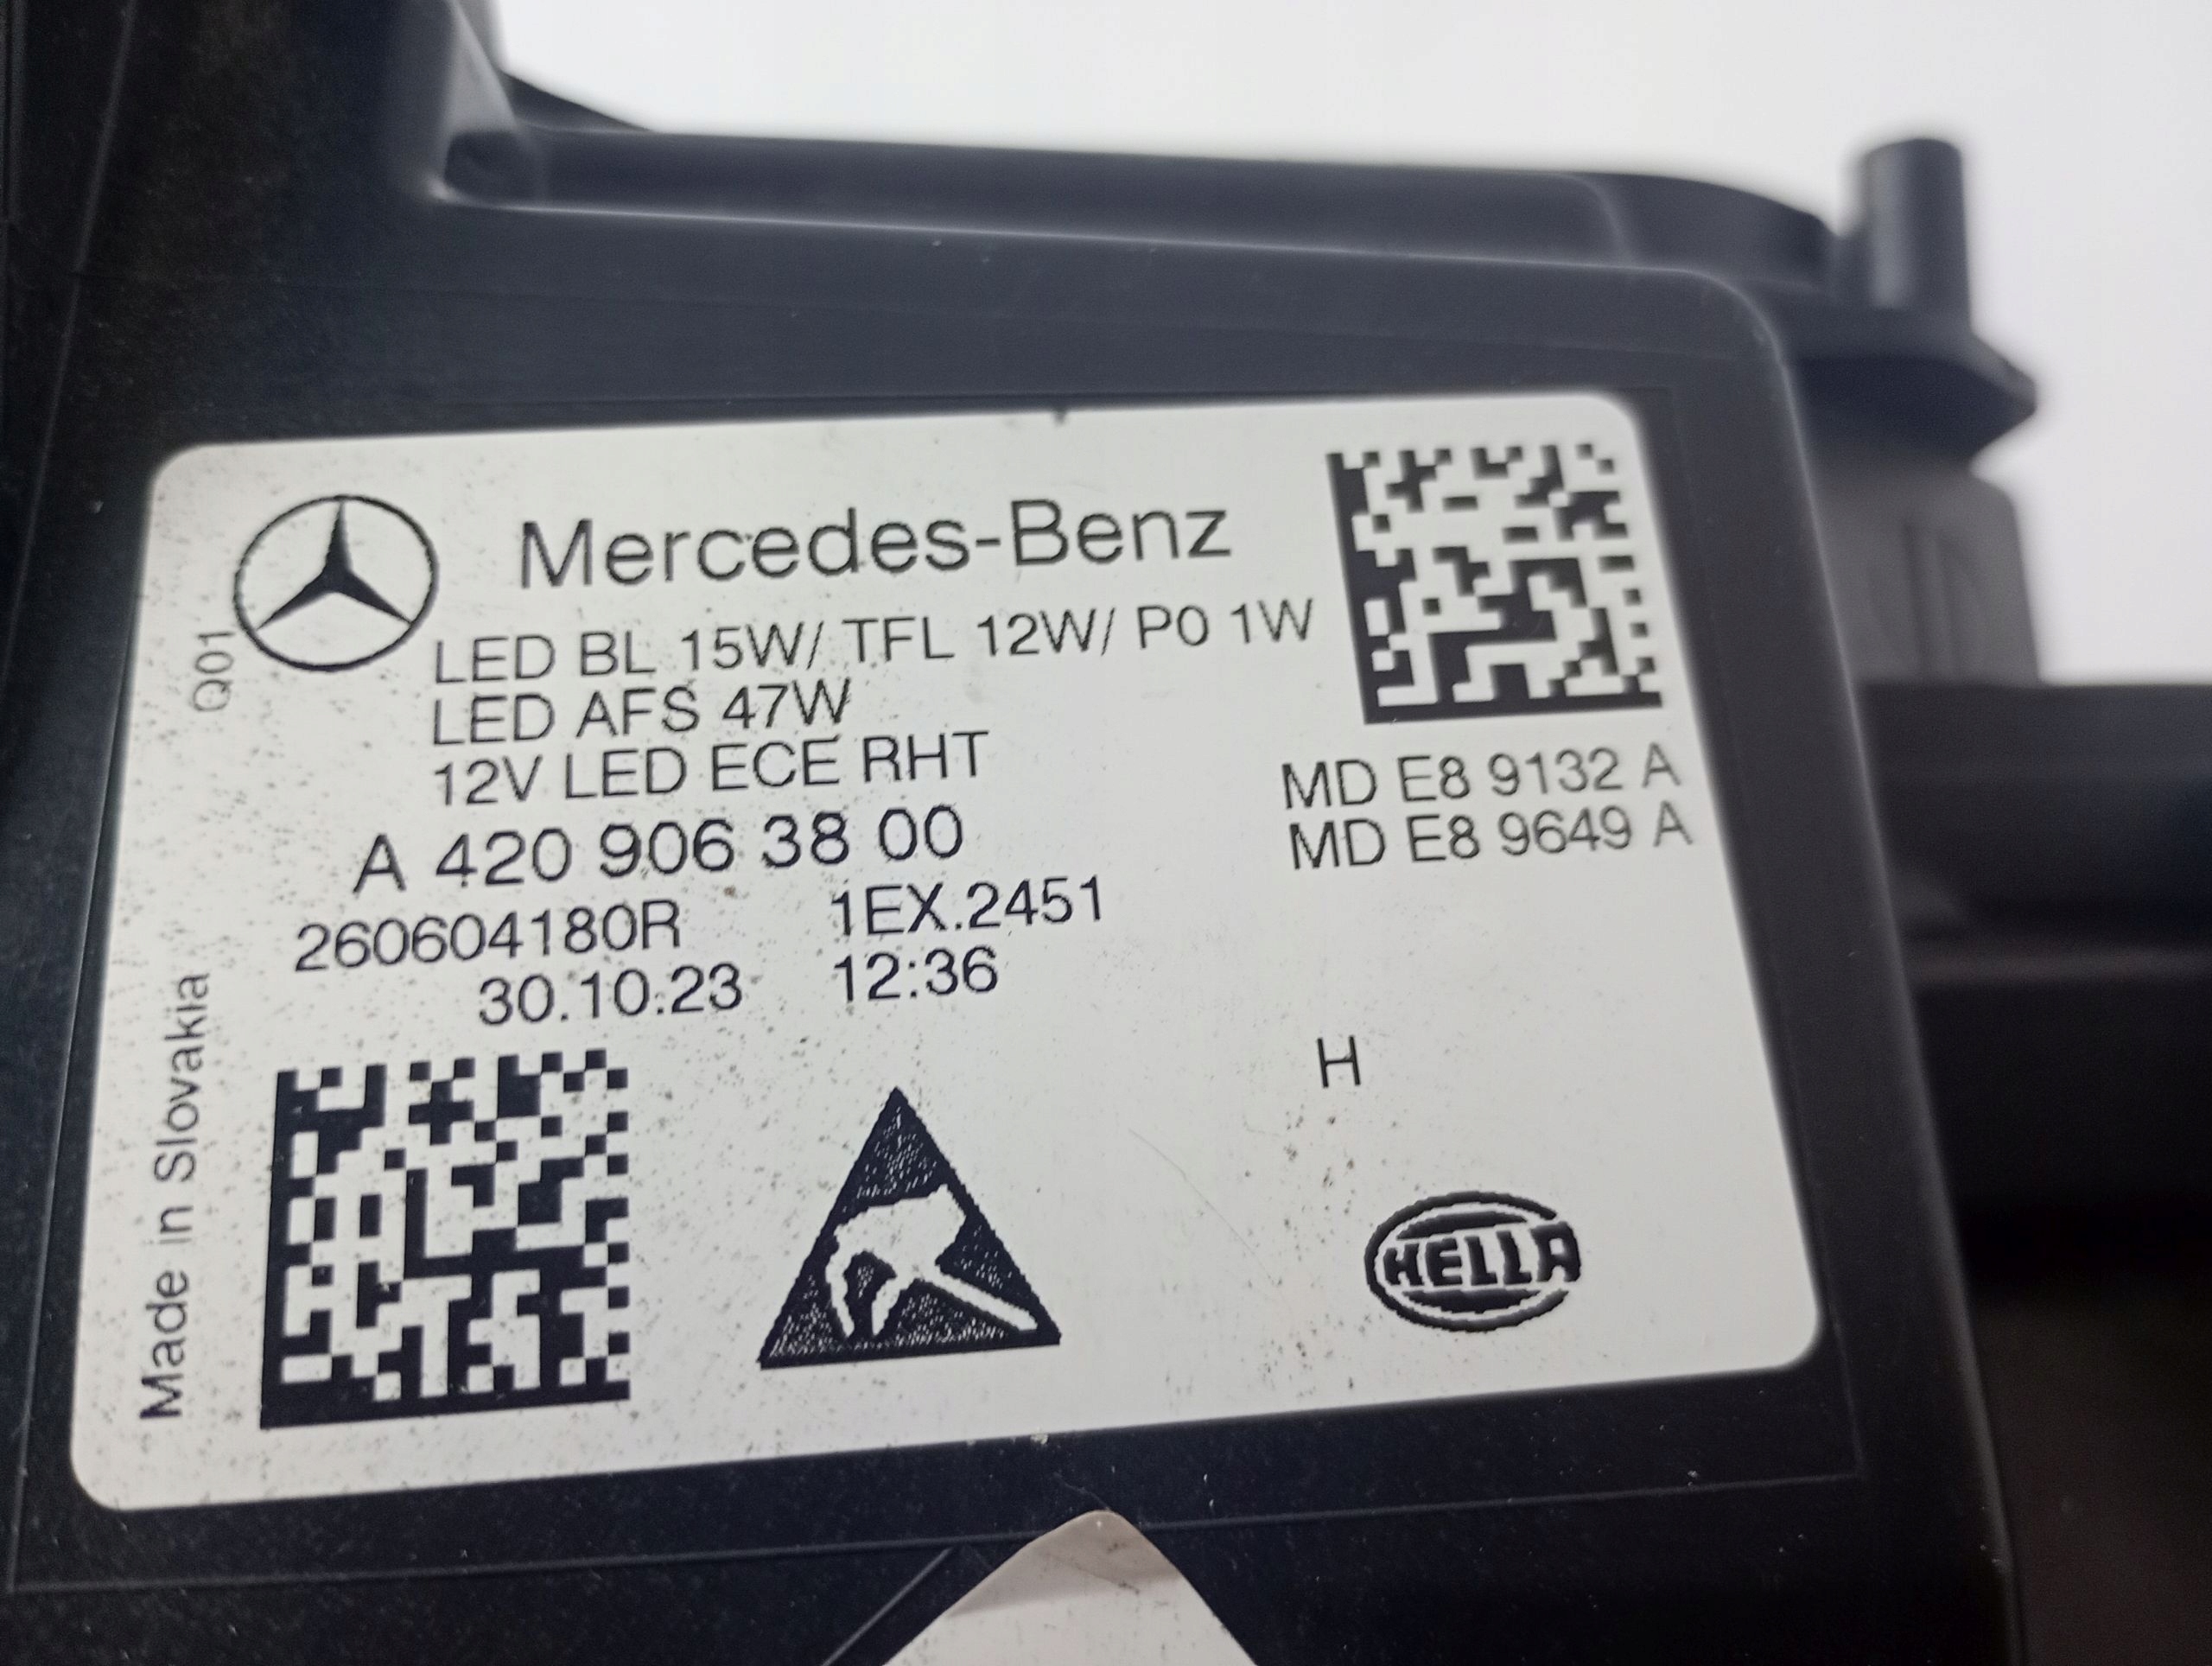 Mercedes-Benz
LED BL 15W/ TFL 12W/ P0 1W
LED AFS 47W
12V LED ECE RHT
A 420 906 38 00
260604180R 1EX.2451
30.10.23 12:36
MD E8 9132 A
MD E8 9649 A
H
HELLA
Q01
Made in Slovakia